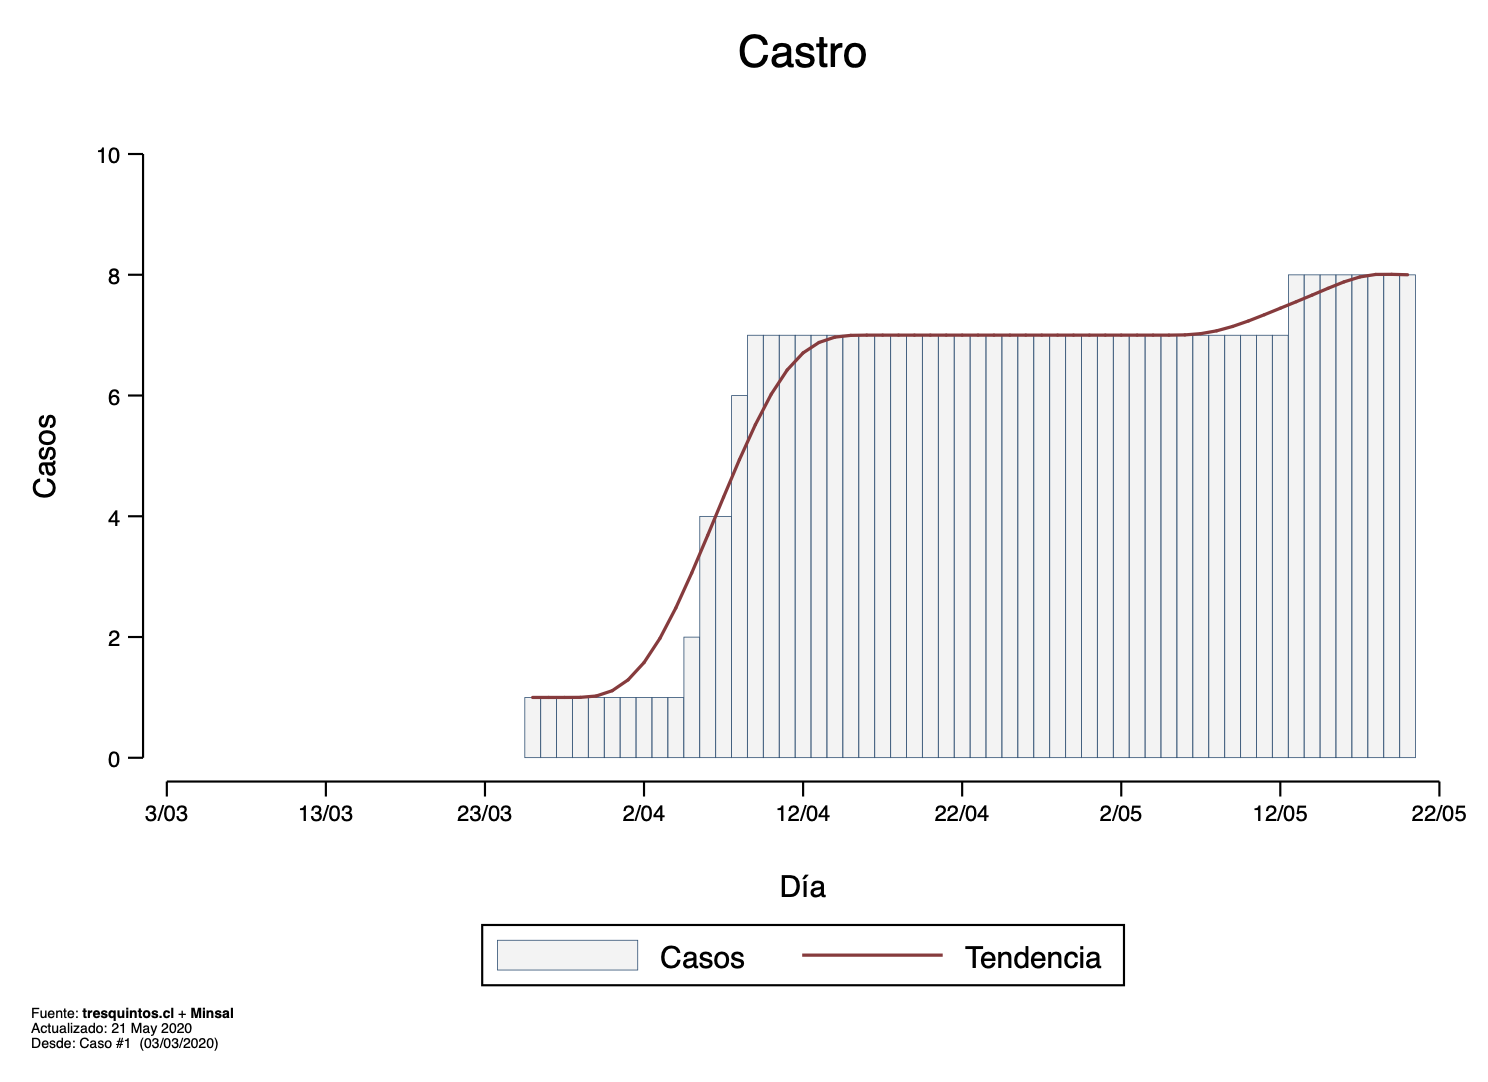 Castro
10
8
6
4
2
0
Casos
3/03 13/03 23/03 2/04 12/04 22/04 2/05 12/05 22/05
Día
Casos Tendencia
Fuente: tresquintos.cl + Minsal
Actualizado: 21 May 2020
Desde: Caso #1 (03/03/2020)